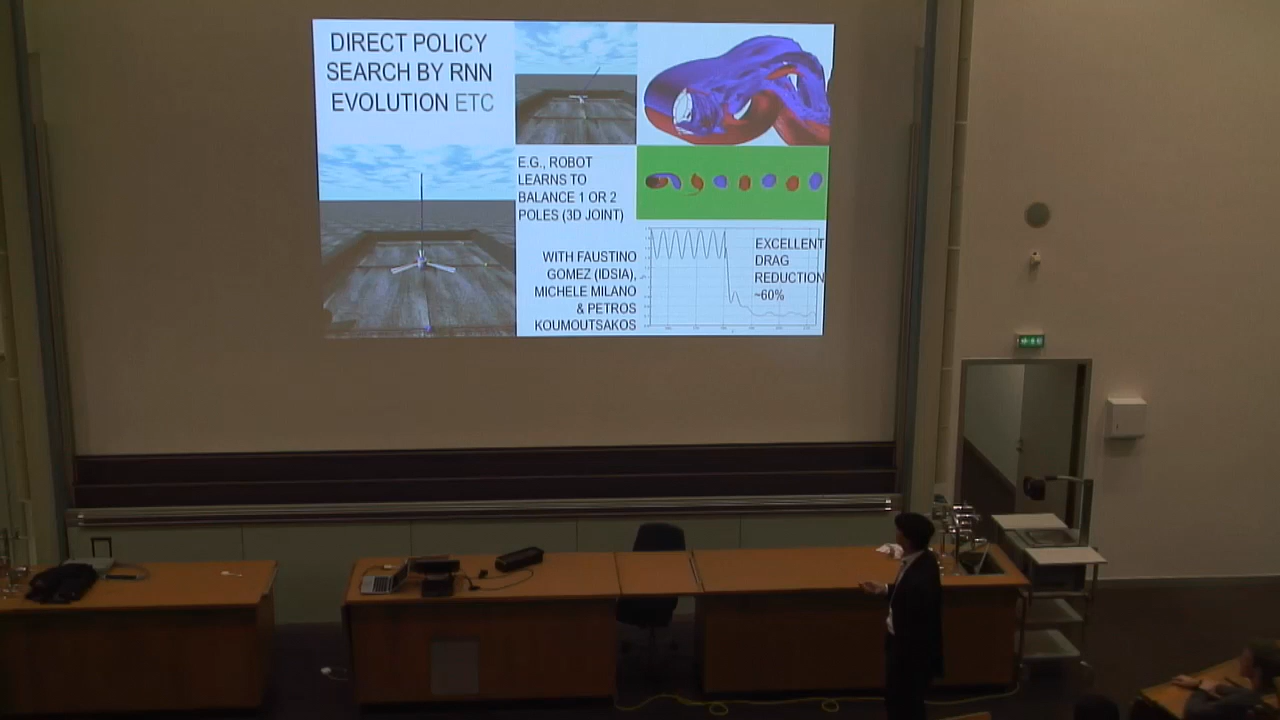 DIRECT POLICY
SEARCH BY RNN
EVOLUTION ETC
E.G., ROBOT
LEARNS TO
BALANCE 1 OR 2
POLES (3D JOINT)
WITH FAUSTINO
GOMEZ (IDSIA),
MICHELE MILANO
& PETROS
KOUMOUTSAKOS
EXCELLENT
DRAG
REDUCTION
~60%